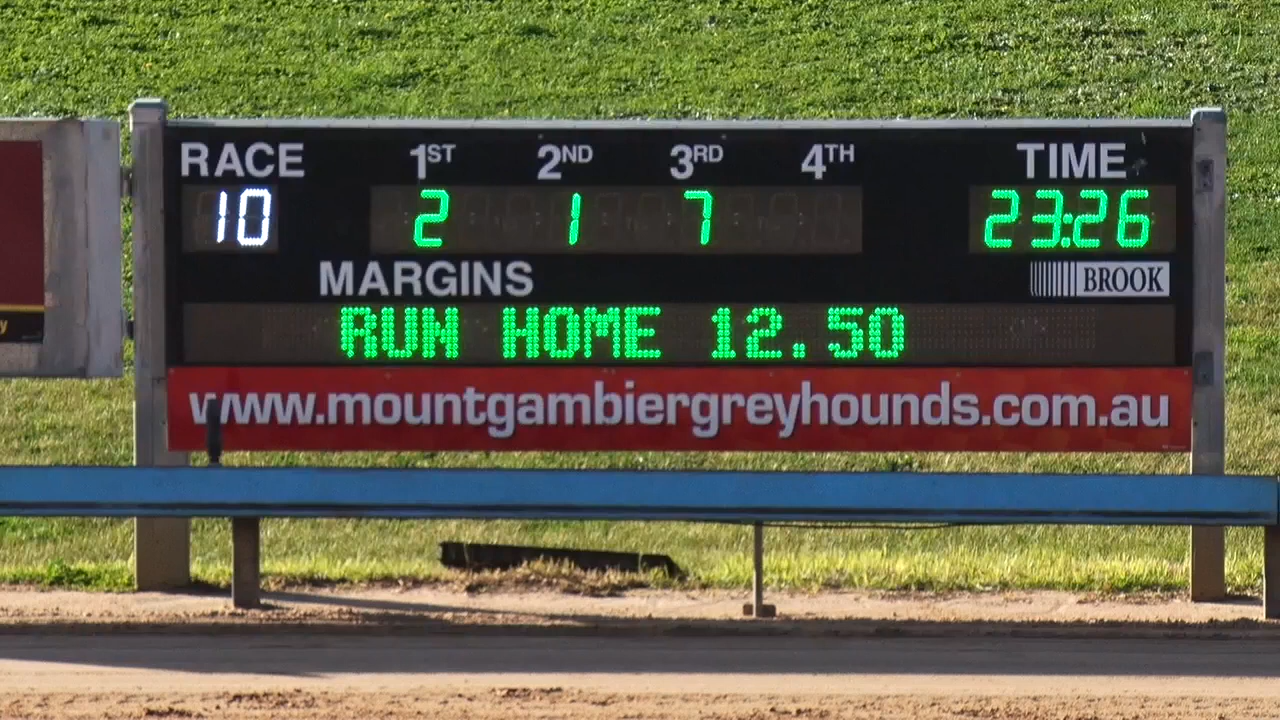 RACE 1ST 2ND 3RD 4TH TIME
10 2 1 7 23:26
MARGINS BROOK
RUN HOME 12.50
www.mountgambiergreyhounds.com.au
y